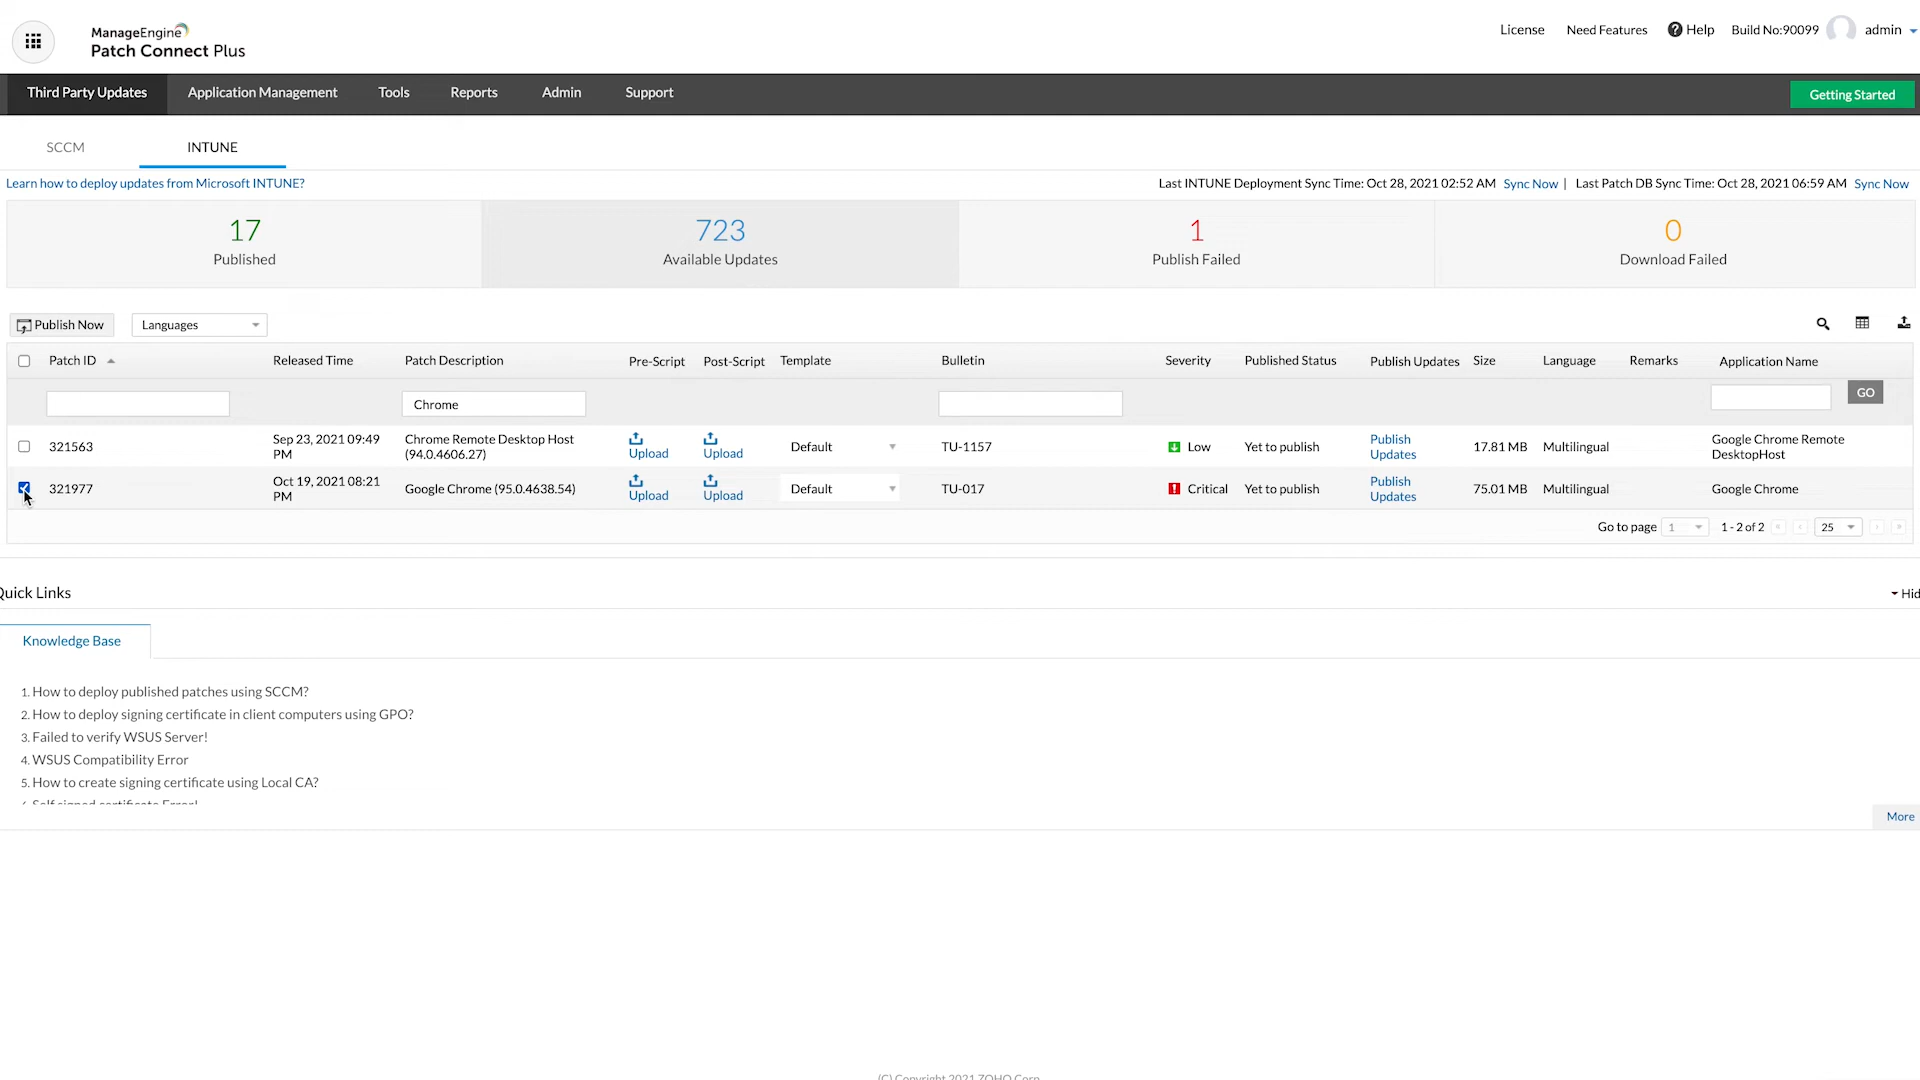 ManageEngine
Patch Connect Plus
License Need Features Help Build No:90099 admin
Third Party Updates Application Management Tools Reports Admin Support Getting Started
SCCM INTUNE
Learn how to deploy updates from Microsoft INTUNE? Last INTUNE Deployment Sync Time: Oct 28, 2021 02:52 AM Sync Now | Last Patch DB Sync Time: Oct 28, 2021 06:59 AM Sync Now
17 723 1 0
Published Available Updates Publish Failed Download Failed
Publish Now Languages
Patch ID Released Time Patch Description Pre-Script Post-Script Template Bulletin Severity Published Status Publish Updates Size Language Remarks Application Name
Chrome GO
321563 Sep 23, 2021 09:49 PM Chrome Remote Desktop Host (94.0.4606.27) Upload Upload Default TU-1157 Low Yet to publish Publish Updates 17.81 MB Multilingual Google Chrome Remote DesktopHost
321977 Oct 19, 2021 08:21 PM Google Chrome (95.0.4638.54) Upload Upload Default TU-017 Critical Yet to publish Publish Updates 75.01 MB Multilingual Google Chrome
Go to page 1 1 - 2 of 2 25
Quick Links Hid
Knowledge Base
1. How to deploy published patches using SCCM?
2. How to deploy signing certificate in client computers using GPO?
3. Failed to verify WSUS Server!
4. WSUS Compatibility Error
5. How to create signing certificate using Local CA?
Self signed certificate Error!
More
(C) Copyright 2021 ZOHO Corp